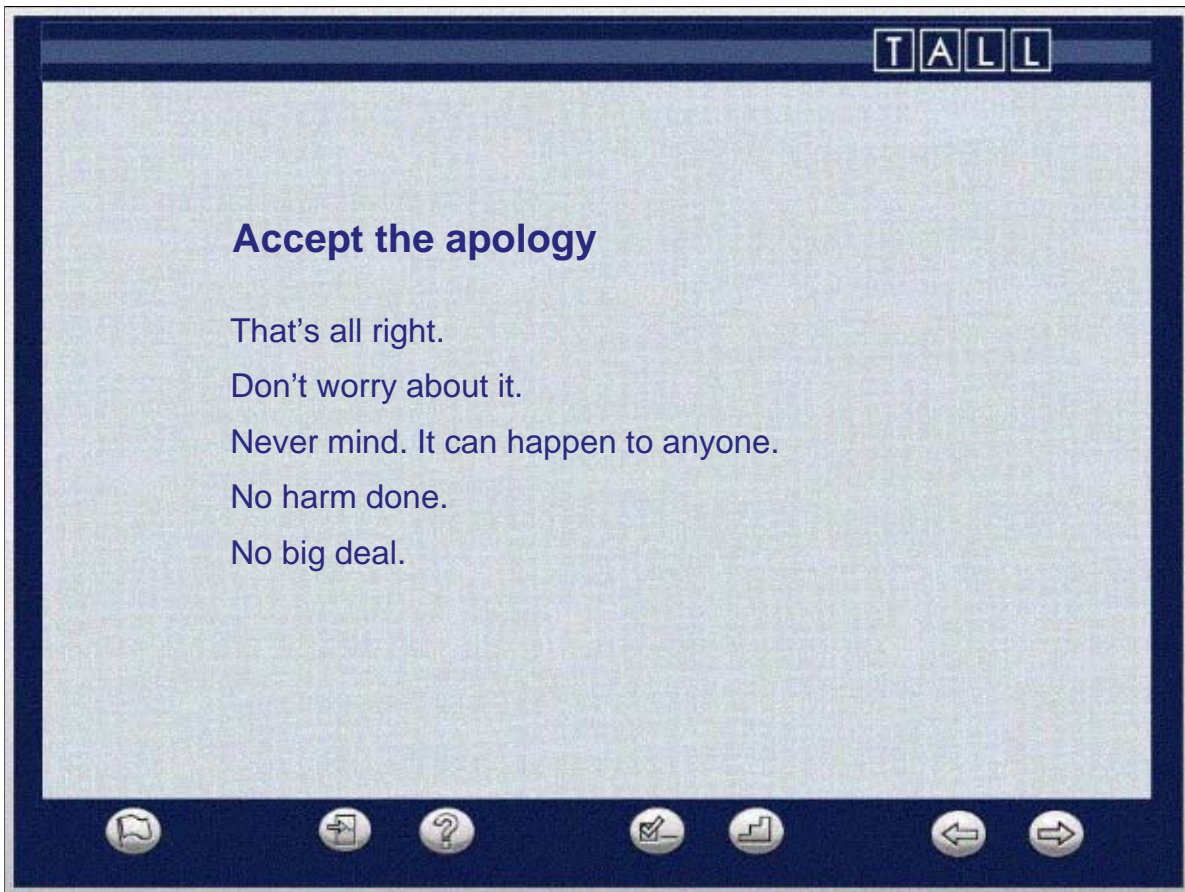 TALL
Accept the apology
That's all right.
Don't worry about it.
Never mind. It can happen to anyone.
No harm done.
No big deal.